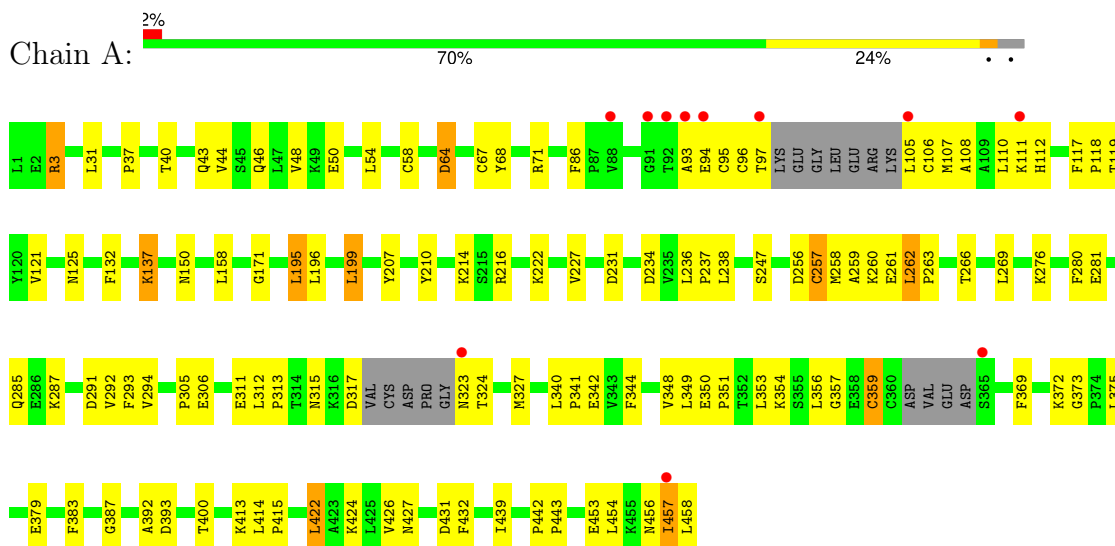 2%
Chain A:
70% 24% • •
L1 E2 R3 L31 P37 T40 Q43 V44 S45 Q46 L47 V48 K49 E50 L54 C58 D64 C67 Y68 R71 F86 P87 V88 G91 T92 A93 E94 C95 C96 T97 LYS GLU GLY LEU GLU ARG LYS L105 C106 M107 A108 A109 L110 K111 H112 F117 P118 T119
Y120 V121 N125 F132 K137 N150 L158 G171 L195 L196 L199 Y207 Y210 K214 S215 R216 K222 V227 D231 D234 V235 L236 P237 L238 S247 D256 C257 M258 A259 K260 E261 L262 P263 T266 L269 K276 F280 E281
Q285 E286 K287 D291 V292 F293 V294 P305 E306 E311 L312 P313 T314 N315 K316 D317 VAL CYS ASP PRO GLY N323 T324 M327 L340 P341 E342 V343 F344 V348 L349 E350 P351 T352 L353 K354 S355 L356 G357 E358 C359 C360 ASP VAL GLU ASP S365 F369 K372 G373 P374 L375
E379 F383 G387 A392 D393 T400 K413 L414 P415 L422 A423 K424 L425 V426 N427 D431 F432 I439 P442 P443 E453 L454 K455 N456 I457 L458